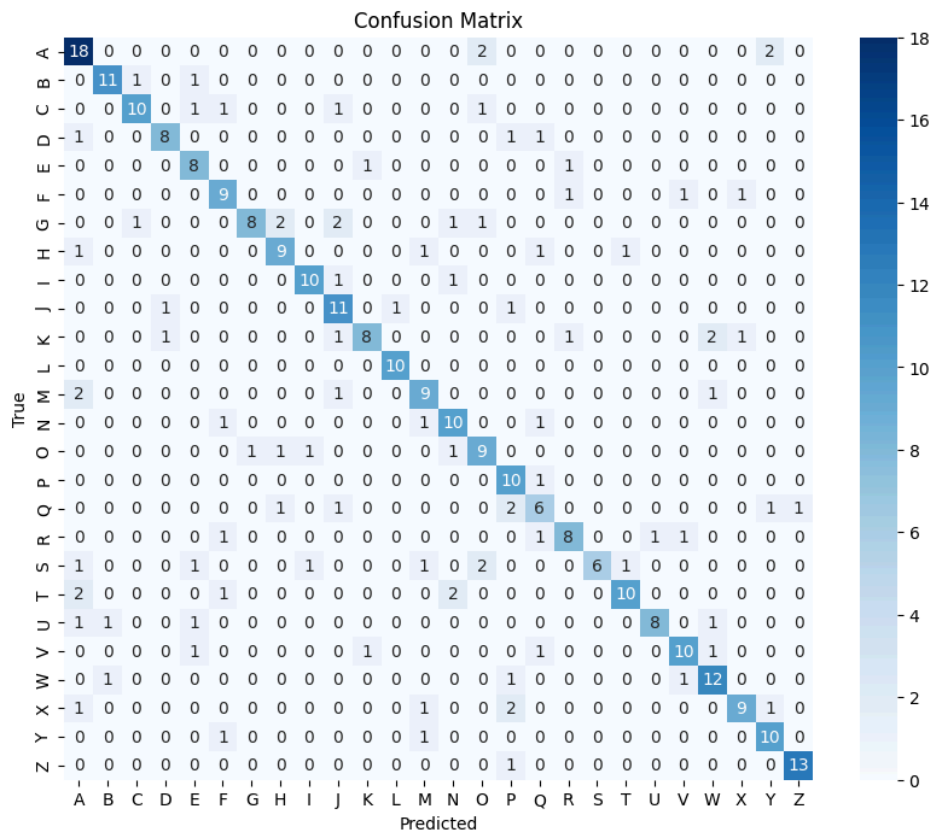 Confusion Matrix
A 18 0 0 0 0 0 0 0 0 0 0 0 0 0 2 0 0 0 0 0 0 0 0 0 2 0
B 0 11 1 0 1 0 0 0 0 0 0 0 0 0 0 0 0 0 0 0 0 0 0 0 0 0
C 0 0 10 0 1 1 0 0 0 1 0 0 0 0 1 0 0 0 0 0 0 0 0 0 0 0
D 1 0 0 8 0 0 0 0 0 0 0 0 0 0 0 1 1 0 0 0 0 0 0 0 0 0
E 0 0 0 0 8 0 0 0 0 0 1 0 0 0 0 0 0 1 0 0 0 0 0 0 0 0
F 0 0 0 0 0 9 0 0 0 0 0 0 0 0 0 0 0 1 0 0 0 1 0 1 0 0
G 0 0 1 0 0 0 8 2 0 2 0 0 0 1 1 0 0 0 0 0 0 0 0 0 0 0
H 1 0 0 0 0 0 0 9 0 0 0 0 1 0 0 0 1 0 0 1 0 0 0 0 0 0
I 0 0 0 0 0 0 0 0 10 1 0 0 0 1 0 0 0 0 0 0 0 0 0 0 0 0
J 0 0 0 1 0 0 0 0 0 11 0 1 0 0 0 1 0 0 0 0 0 0 0 0 0 0
K 0 0 0 1 0 0 0 0 0 1 8 0 0 0 0 0 0 1 0 0 0 0 2 1 0 0
L 0 0 0 0 0 0 0 0 0 0 0 10 0 0 0 0 0 0 0 0 0 0 0 0 0 0
M 2 0 0 0 0 0 0 0 0 1 0 0 9 0 0 0 0 0 0 0 0 0 1 0 0 0
N 0 0 0 0 0 1 0 0 0 0 0 0 1 10 0 0 1 0 0 0 0 0 0 0 0 0
O 0 0 0 0 0 0 1 1 1 0 0 0 0 1 9 0 0 0 0 0 0 0 0 0 0 0
P 0 0 0 0 0 0 0 0 0 0 0 0 0 0 0 10 1 0 0 0 0 0 0 0 0 0
Q 0 0 0 0 0 0 0 1 0 1 0 0 0 0 0 2 6 0 0 0 0 0 0 0 1 1
R 0 0 0 0 0 1 0 0 0 0 0 0 0 0 0 0 1 8 0 0 1 1 0 0 0 0
S 1 0 0 0 1 0 0 0 1 0 0 0 1 0 2 0 0 0 6 1 0 0 0 0 0 0
T 2 0 0 0 0 1 0 0 0 0 0 0 0 2 0 0 0 0 0 10 0 0 0 0 0 0
U 1 1 0 0 1 0 0 0 0 0 0 0 0 0 0 0 0 0 0 0 8 0 1 0 0 0
V 0 0 0 0 1 0 0 0 0 0 1 0 0 0 0 0 1 0 0 0 0 10 1 0 0 0
W 0 1 0 0 0 0 0 0 0 0 0 0 0 0 0 1 0 0 0 0 0 1 12 0 0 0
X 1 0 0 0 0 0 0 0 0 0 0 0 1 0 0 2 0 0 0 0 0 0 0 9 1 0
Y 0 0 0 0 0 1 0 0 0 0 0 0 1 0 0 0 0 0 0 0 0 0 0 0 10 0
Z 0 0 0 0 0 0 0 0 0 0 0 0 0 0 0 1 0 0 0 0 0 0 0 0 0 13
A B C D E F G H I J K L M N O P Q R S T U V W X Y Z
Predicted
True
18
16
14
12
10
8
6
4
2
0